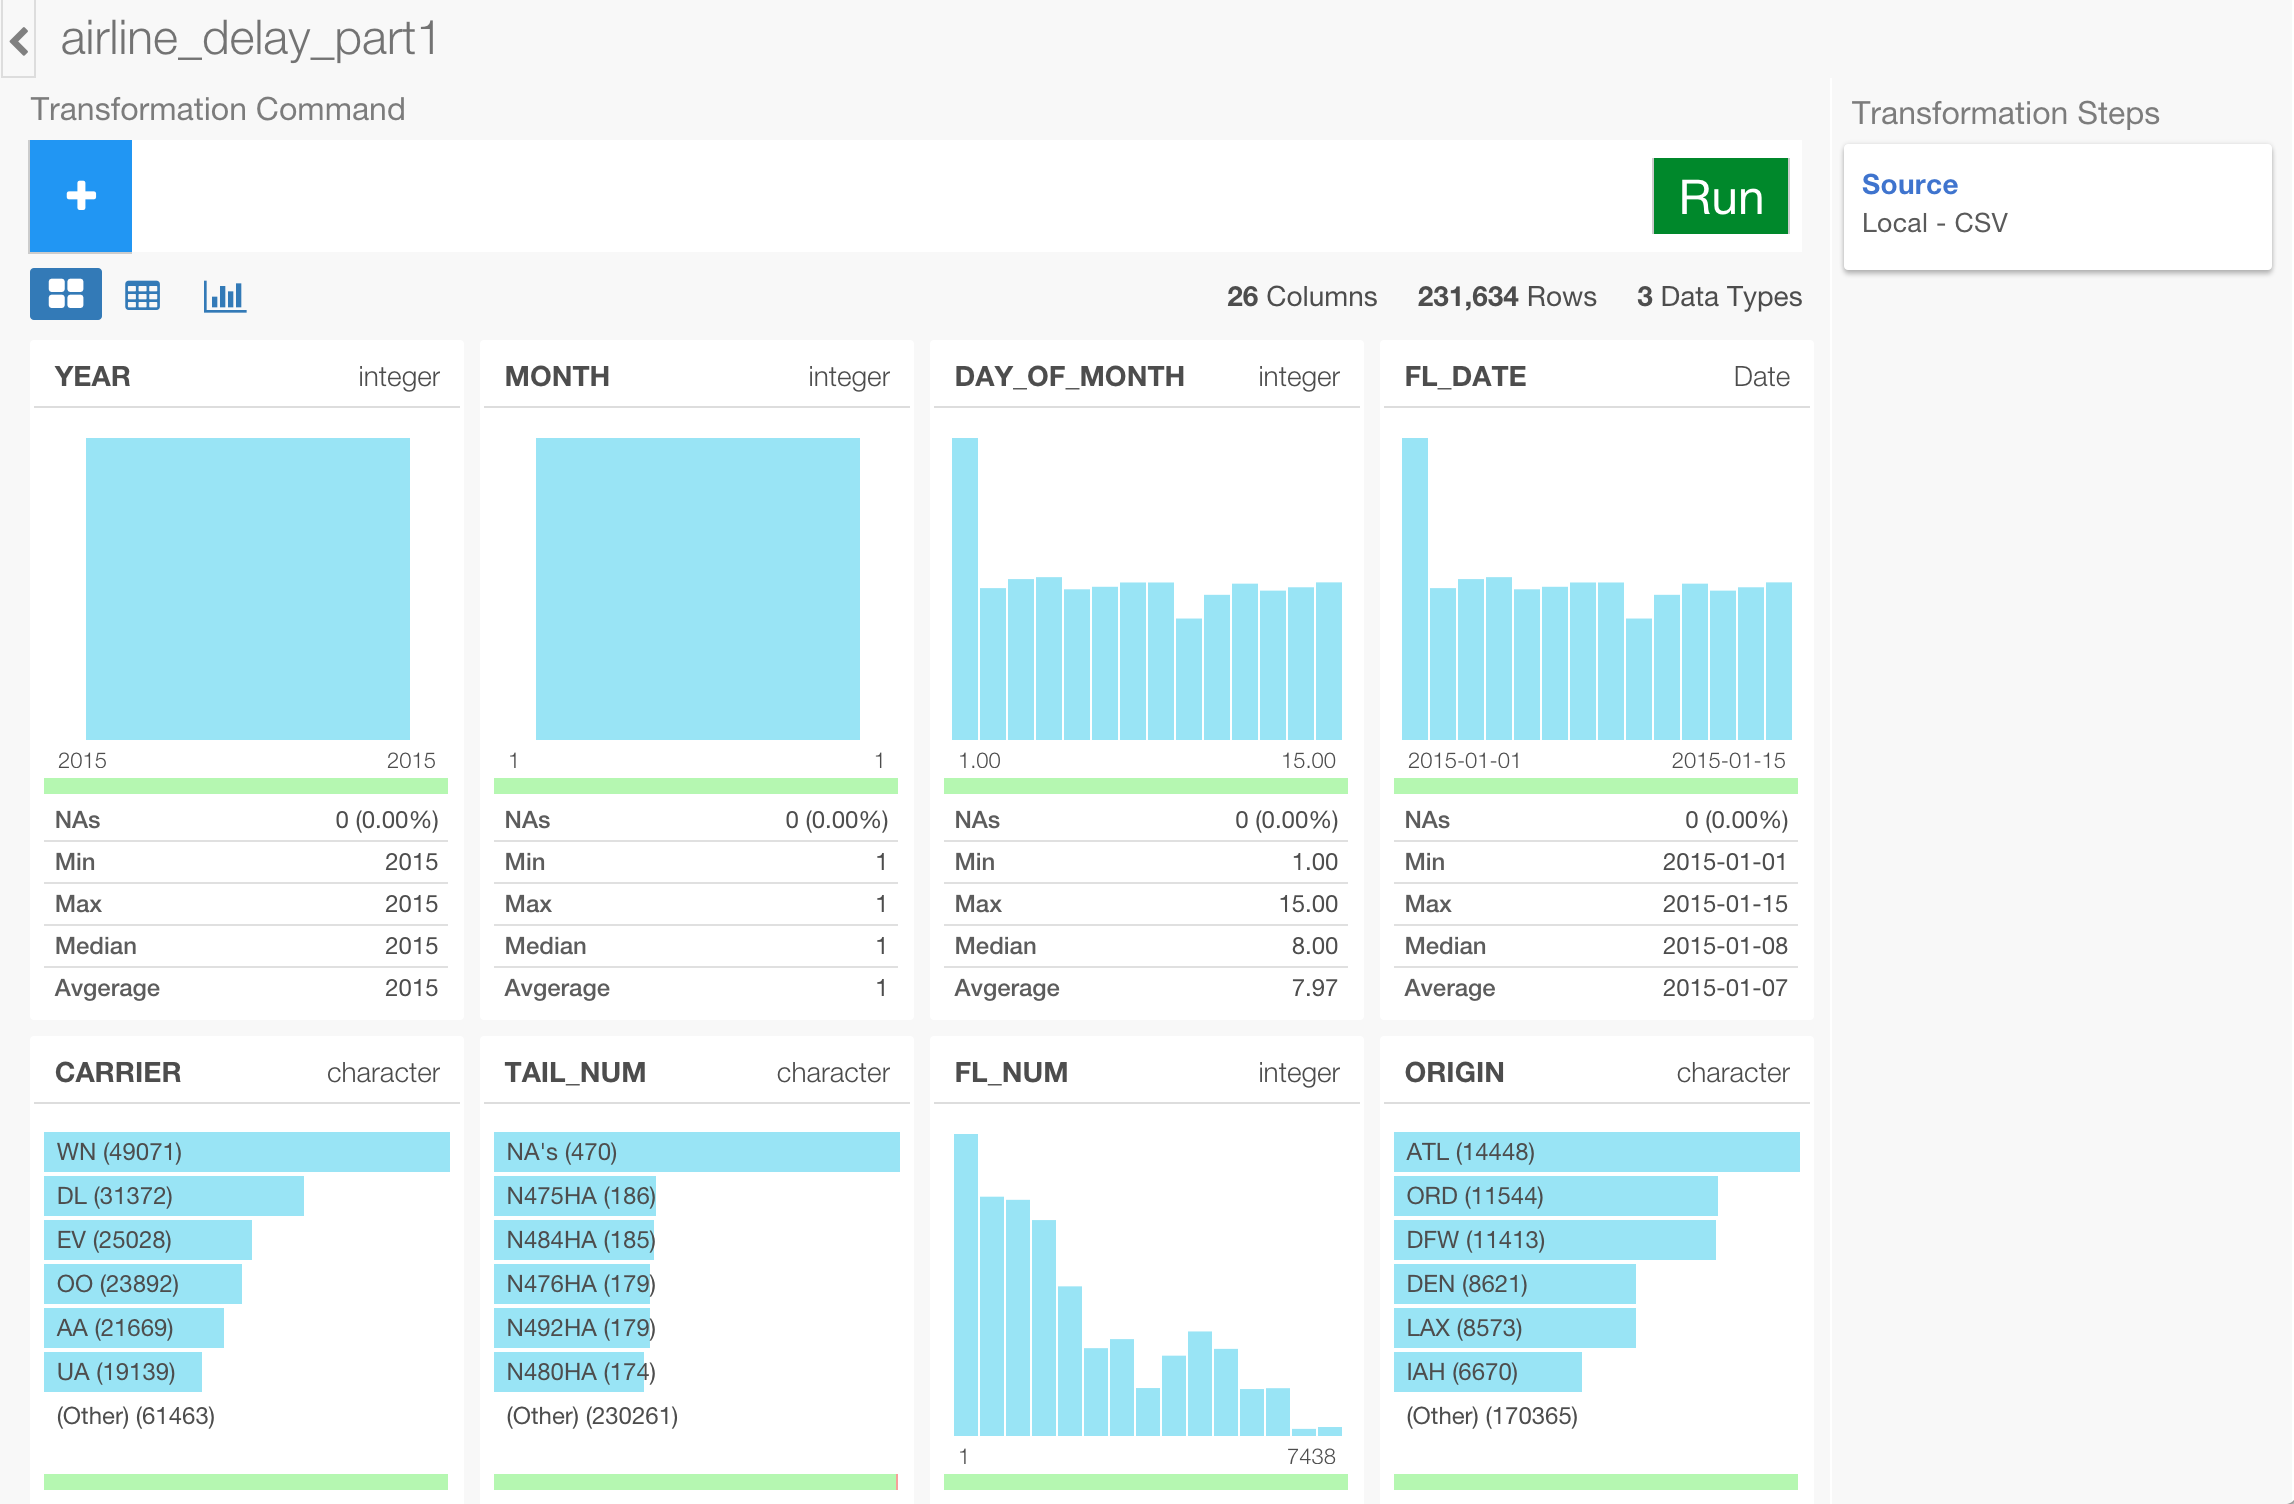 airline_delay_part1
Transformation Command
Transformation Steps
Run
Source
Local - CSV
26 Columns 231,634 Rows 3 Data Types
YEAR integer
2015 2015
NAs 0 (0.00%)
Min 2015
Max 2015
Median 2015
Avgerage 2015
MONTH integer
1 1
NAs 0 (0.00%)
Min 1
Max 1
Median 1
Avgerage 1
DAY_OF_MONTH integer
1.00 15.00
NAs 0 (0.00%)
Min 1.00
Max 15.00
Median 8.00
Avgerage 7.97
FL_DATE Date
2015-01-01 2015-01-15
NAs 0 (0.00%)
Min 2015-01-01
Max 2015-01-15
Median 2015-01-08
Average 2015-01-07
CARRIER character
WN (49071)
DL (31372)
EV (25028)
OO (23892)
AA (21669)
UA (19139)
(Other) (61463)
TAIL_NUM character
NA's (470)
N475HA (186)
N484HA (185)
N476HA (179)
N492HA (179)
N480HA (174)
(Other) (230261)
FL_NUM integer
1 7438
ORIGIN character
ATL (14448)
ORD (11544)
DFW (11413)
DEN (8621)
LAX (8573)
IAH (6670)
(Other) (170365)